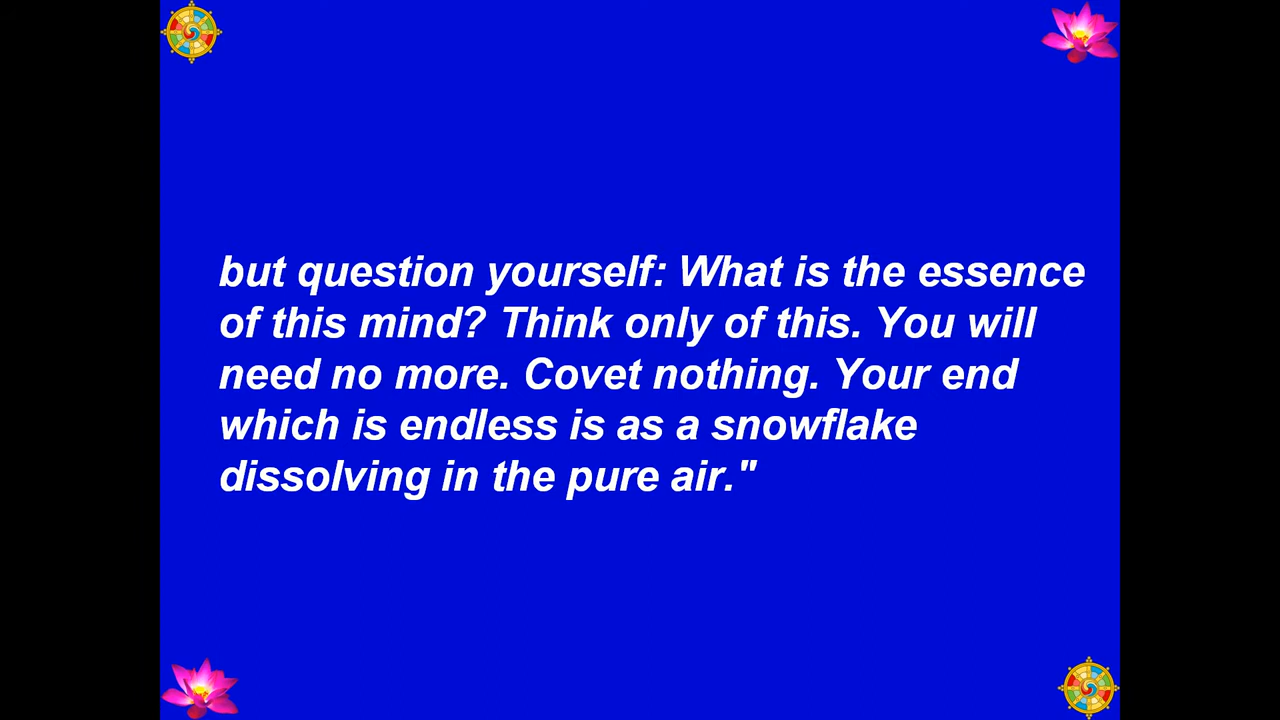 but question yourself: What is the essence
of this mind? Think only of this. You will
need no more. Covet nothing. Your end
which is endless is as a snowflake
dissolving in the pure air."